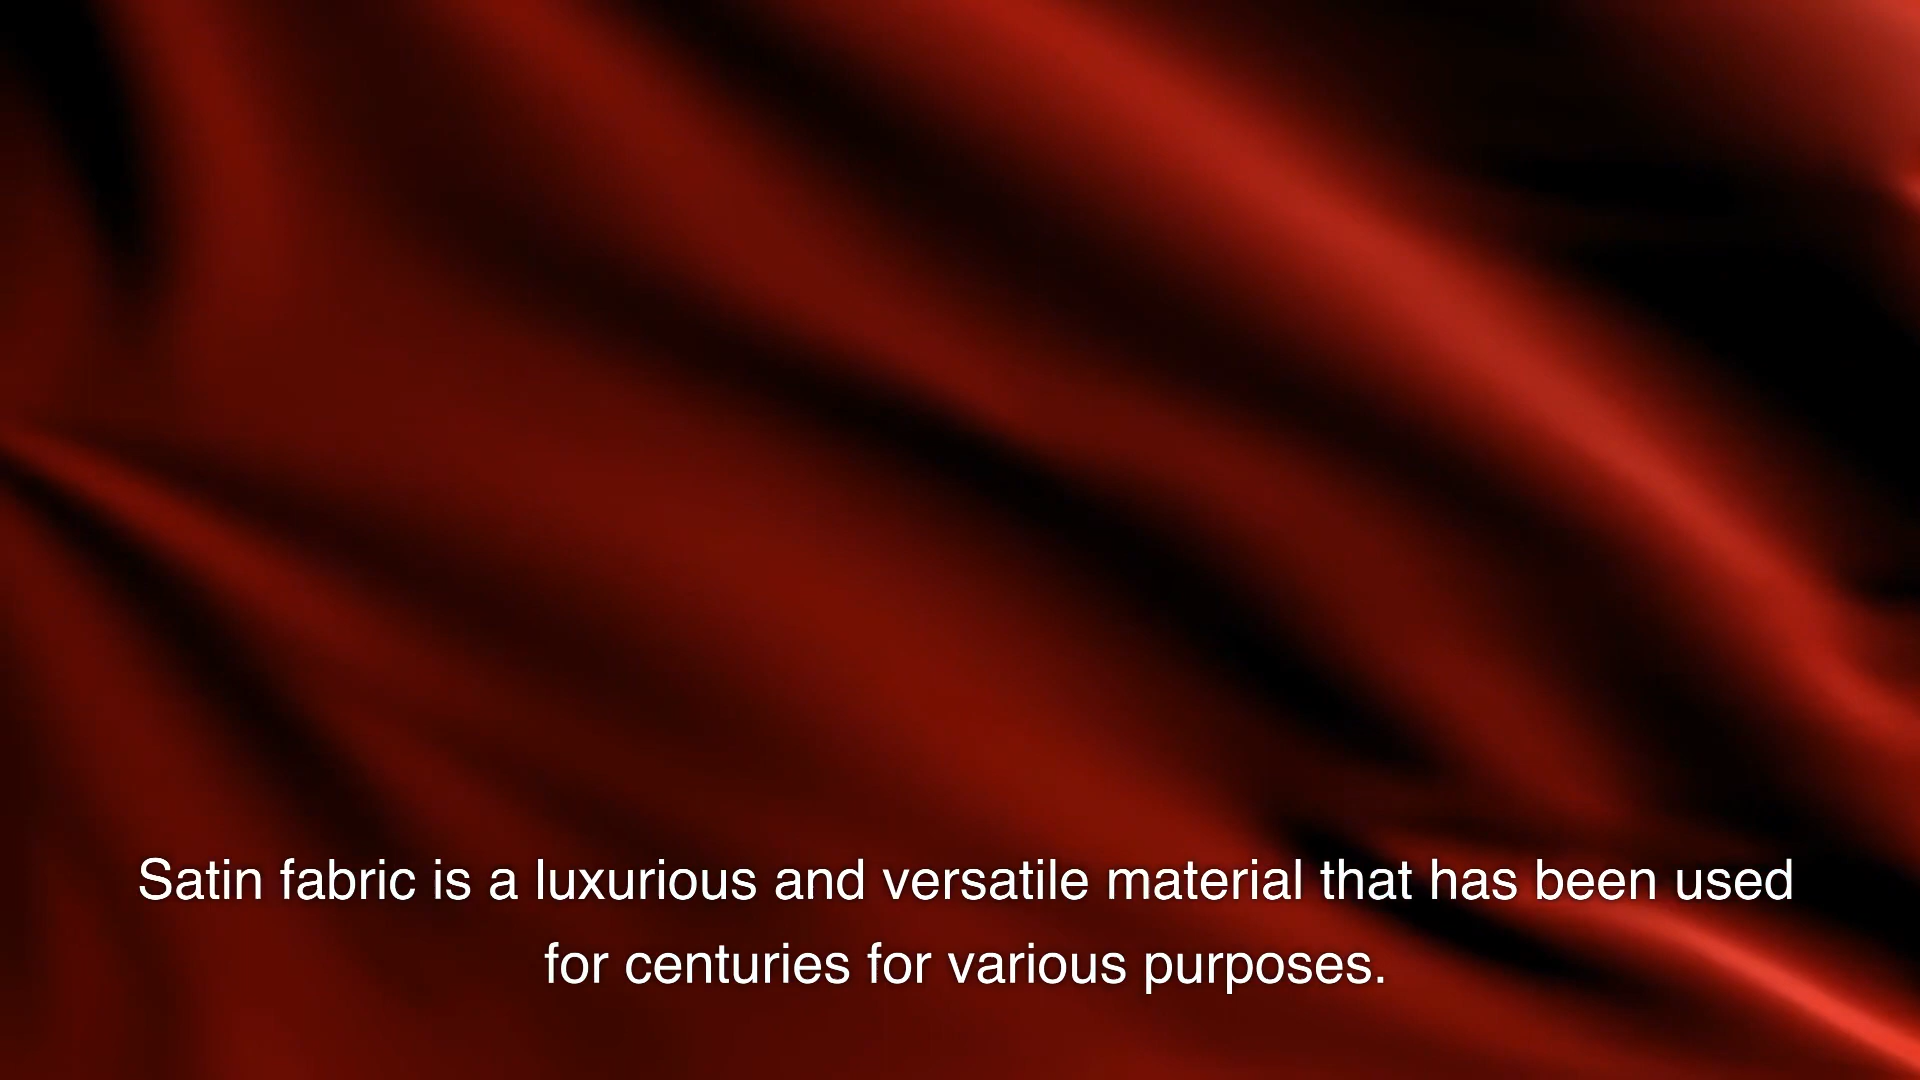 Satin fabric is a luxurious and versatile material that has been used
for centuries for various purposes.